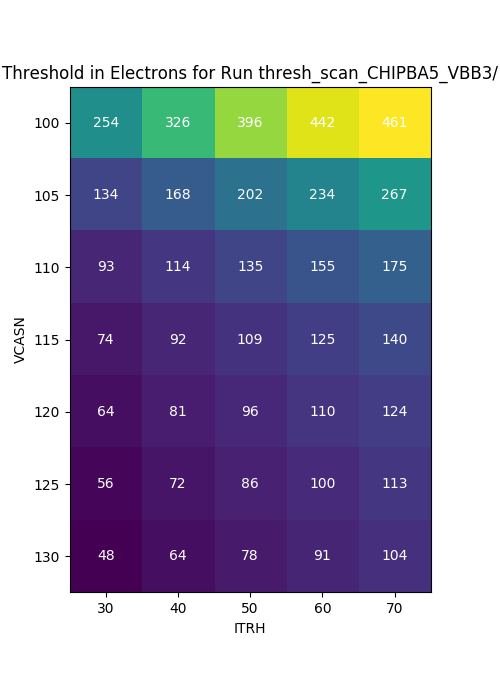 Threshold in Electrons for Run thresh_scan_CHIPBA5_VBB3/
100 254 326 396 442 461
105 134 168 202 234 267
110 93 114 135 155 175
VCASN
115 74 92 109 125 140
120 64 81 96 110 124
125 56 72 86 100 113
130 48 64 78 91 104
30 40 50 60 70
ITRH